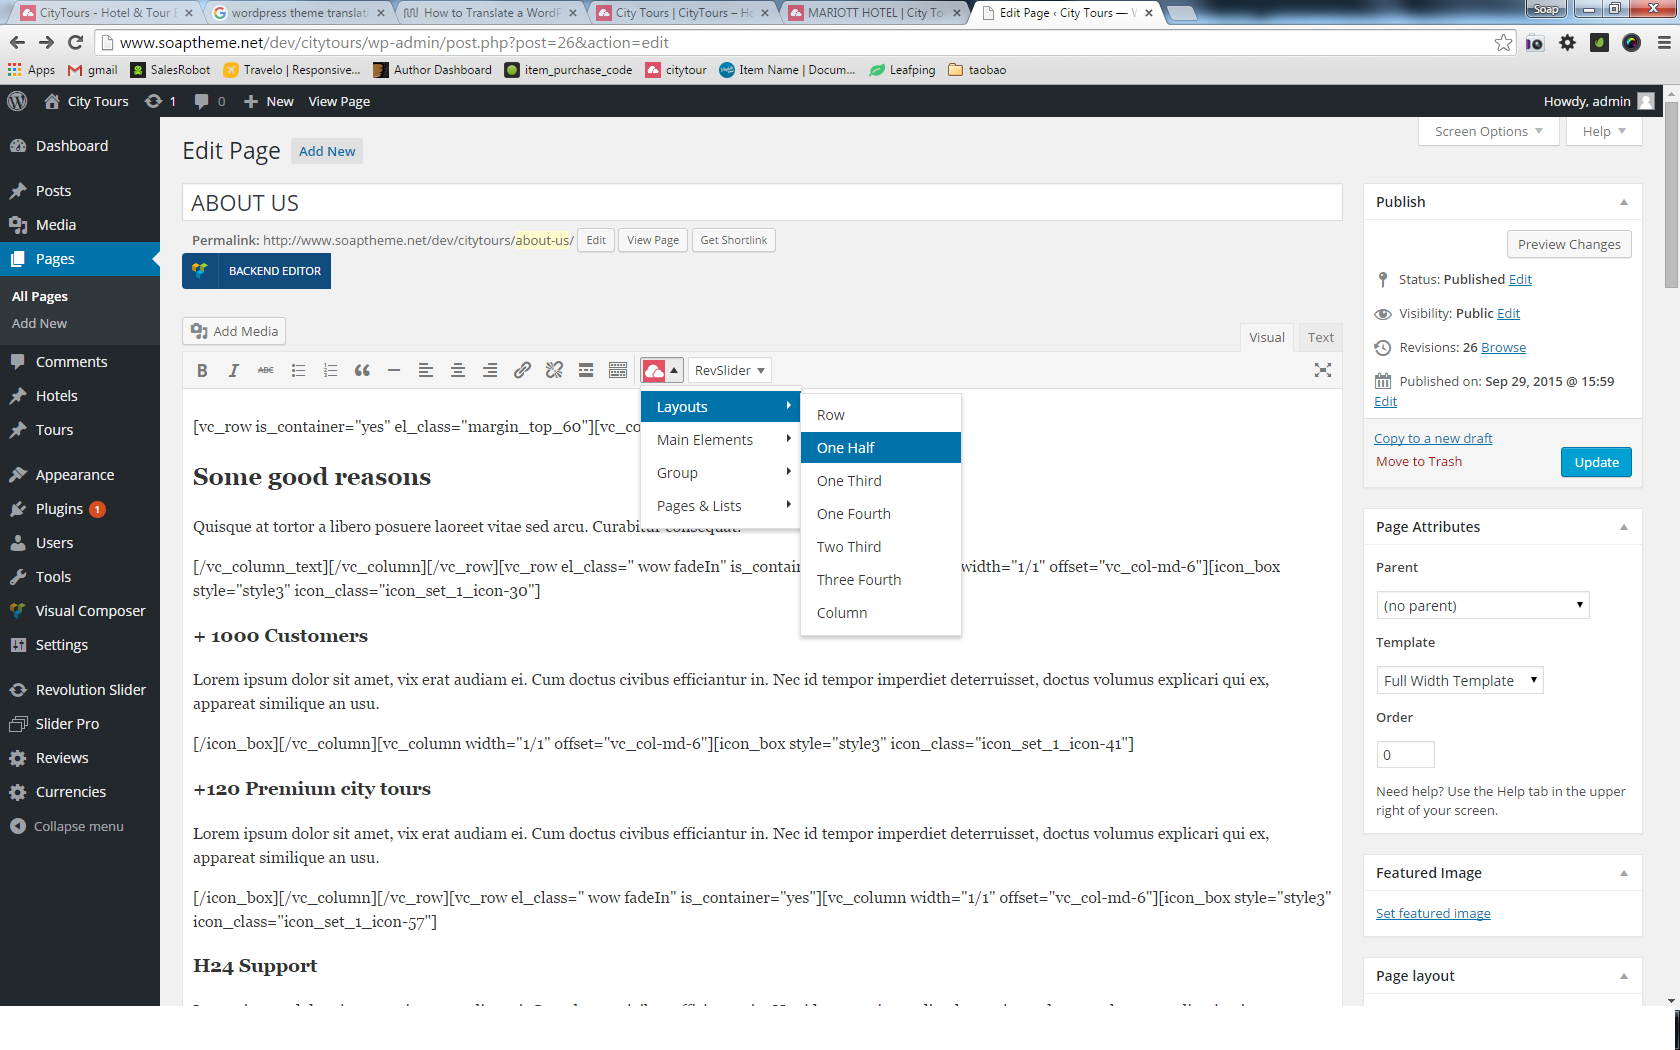 CityTours - Hotel & Tour B
wordpress theme translati
How to Translate a WordP
City Tours | CityTours – Ho
MARIOTT HOTEL | City To
Edit Page ‹ City Tours —
Soap
www.soaptheme.net/dev/citytours/wp-admin/post.php?post=26&action=edit
Apps
gmail
SalesRobot
Travelo | Responsive...
Author Dashboard
item_purchase_code
citytour
Item Name | Docum...
Leafping
taobao
City Tours
1
0
New
View Page
Howdy, admin
Screen Options
Help
Dashboard
Posts
Media
Pages
All Pages
Add New
Comments
Hotels
Tours
Appearance
Plugins 1
Users
Tools
Visual Composer
Settings
Revolution Slider
Slider Pro
Reviews
Currencies
Collapse menu
Edit Page
Add New
ABOUT US
Permalink: http://www.soaptheme.net/dev/citytours/about-us/
Edit
View Page
Get Shortlink
BACKEND EDITOR
Add Media
Visual
Text
B
I
ABC
RevSlider
Layouts
Main Elements
Group
Pages & Lists
Row
One Half
One Third
One Fourth
Two Third
Three Fourth
Column
[vc_row is_container="yes" el_class="margin_top_60"][vc_co
Some good reasons
Quisque at tortor a libero posuere laoreet vitae sed arcu. Curabitur consequat.
[/vc_column_text][/vc_column][/vc_row][vc_row el_class=" wow fadeIn" is_contain width="1/1" offset="vc_col-md-6"][icon_box
style="style3" icon_class="icon_set_1_icon-30"]
+ 1000 Customers
Lorem ipsum dolor sit amet, vix erat audiam ei. Cum doctus civibus efficiantur in. Nec id tempor imperdiet deterruisset, doctus volumus explicari qui ex,
appareat similique an usu.
[/icon_box][/vc_column][vc_column width="1/1" offset="vc_col-md-6"][icon_box style="style3" icon_class="icon_set_1_icon-41"]
+120 Premium city tours
Lorem ipsum dolor sit amet, vix erat audiam ei. Cum doctus civibus efficiantur in. Nec id tempor imperdiet deterruisset, doctus volumus explicari qui ex,
appareat similique an usu.
[/icon_box][/vc_column][/vc_row][vc_row el_class=" wow fadeIn" is_container="yes"][vc_column width="1/1" offset="vc_col-md-6"][icon_box style="style3"
icon_class="icon_set_1_icon-57"]
H24 Support
Publish
Preview Changes
Status: Published Edit
Visibility: Public Edit
Revisions: 26 Browse
Published on: Sep 29, 2015 @ 15:59
Edit
Copy to a new draft
Move to Trash
Update
Page Attributes
Parent
(no parent)
Template
Full Width Template
Order
0
Need help? Use the Help tab in the upper
right of your screen.
Featured Image
Set featured image
Page layout